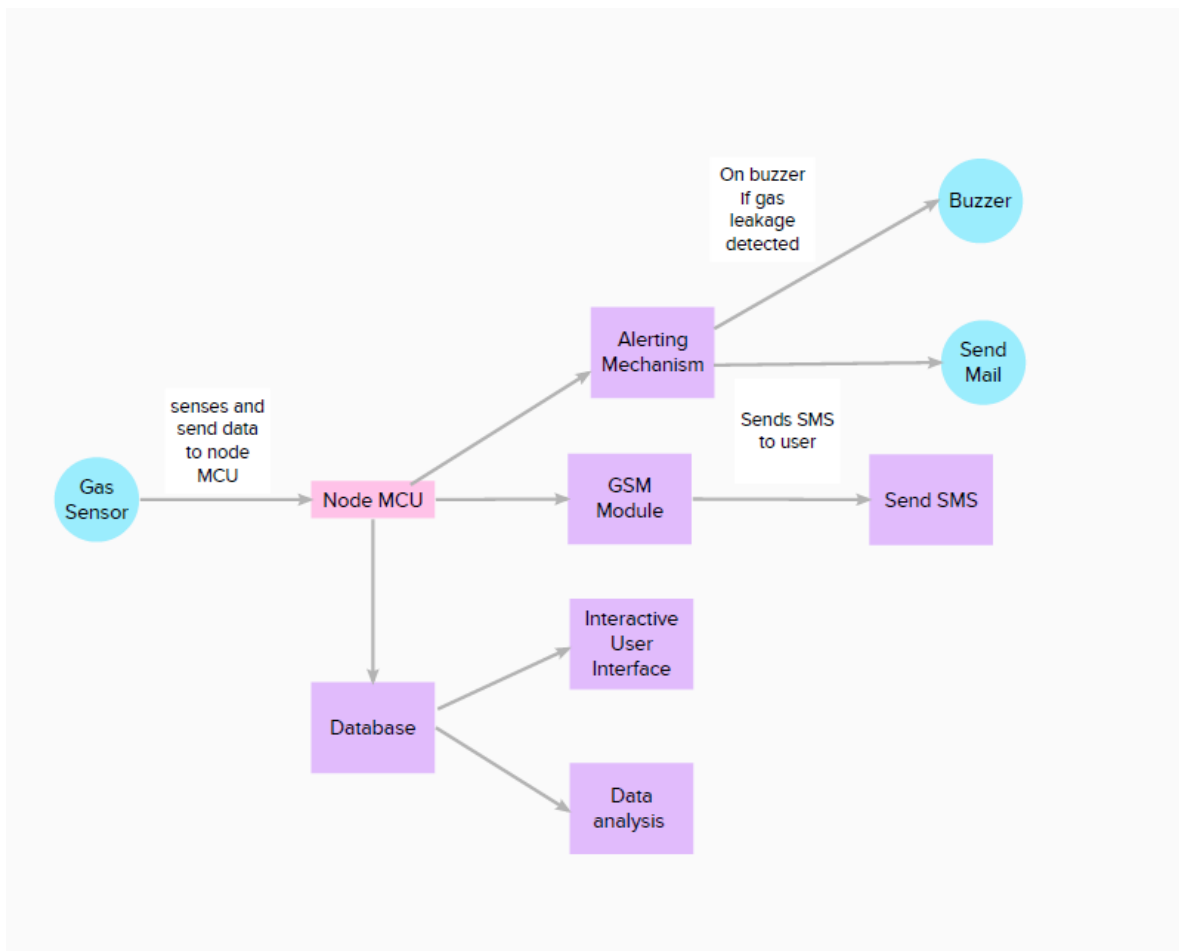 On buzzer
if gas
leakage
detected
Buzzer
Alerting
Mechanism
Send
Mail
senses and
send data
to node
MCU
Sends SMS
to user
Gas
Sensor
Node MCU
GSM
Module
Send SMS
Interactive
User
Interface
Database
Data
analysis